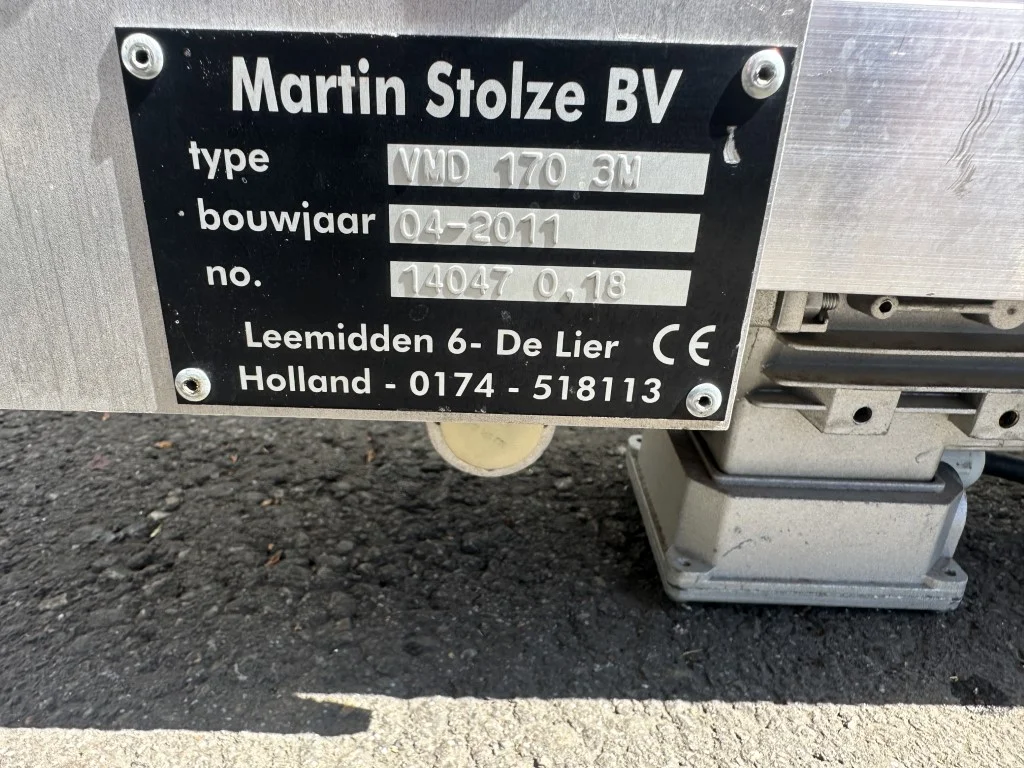 Martin Stolze BV
type VMD 170.3M
bouwjaar 04-2011
no. 14047 0,18
Leemidden 6- De Lier CE
Holland - 0174 - 518113